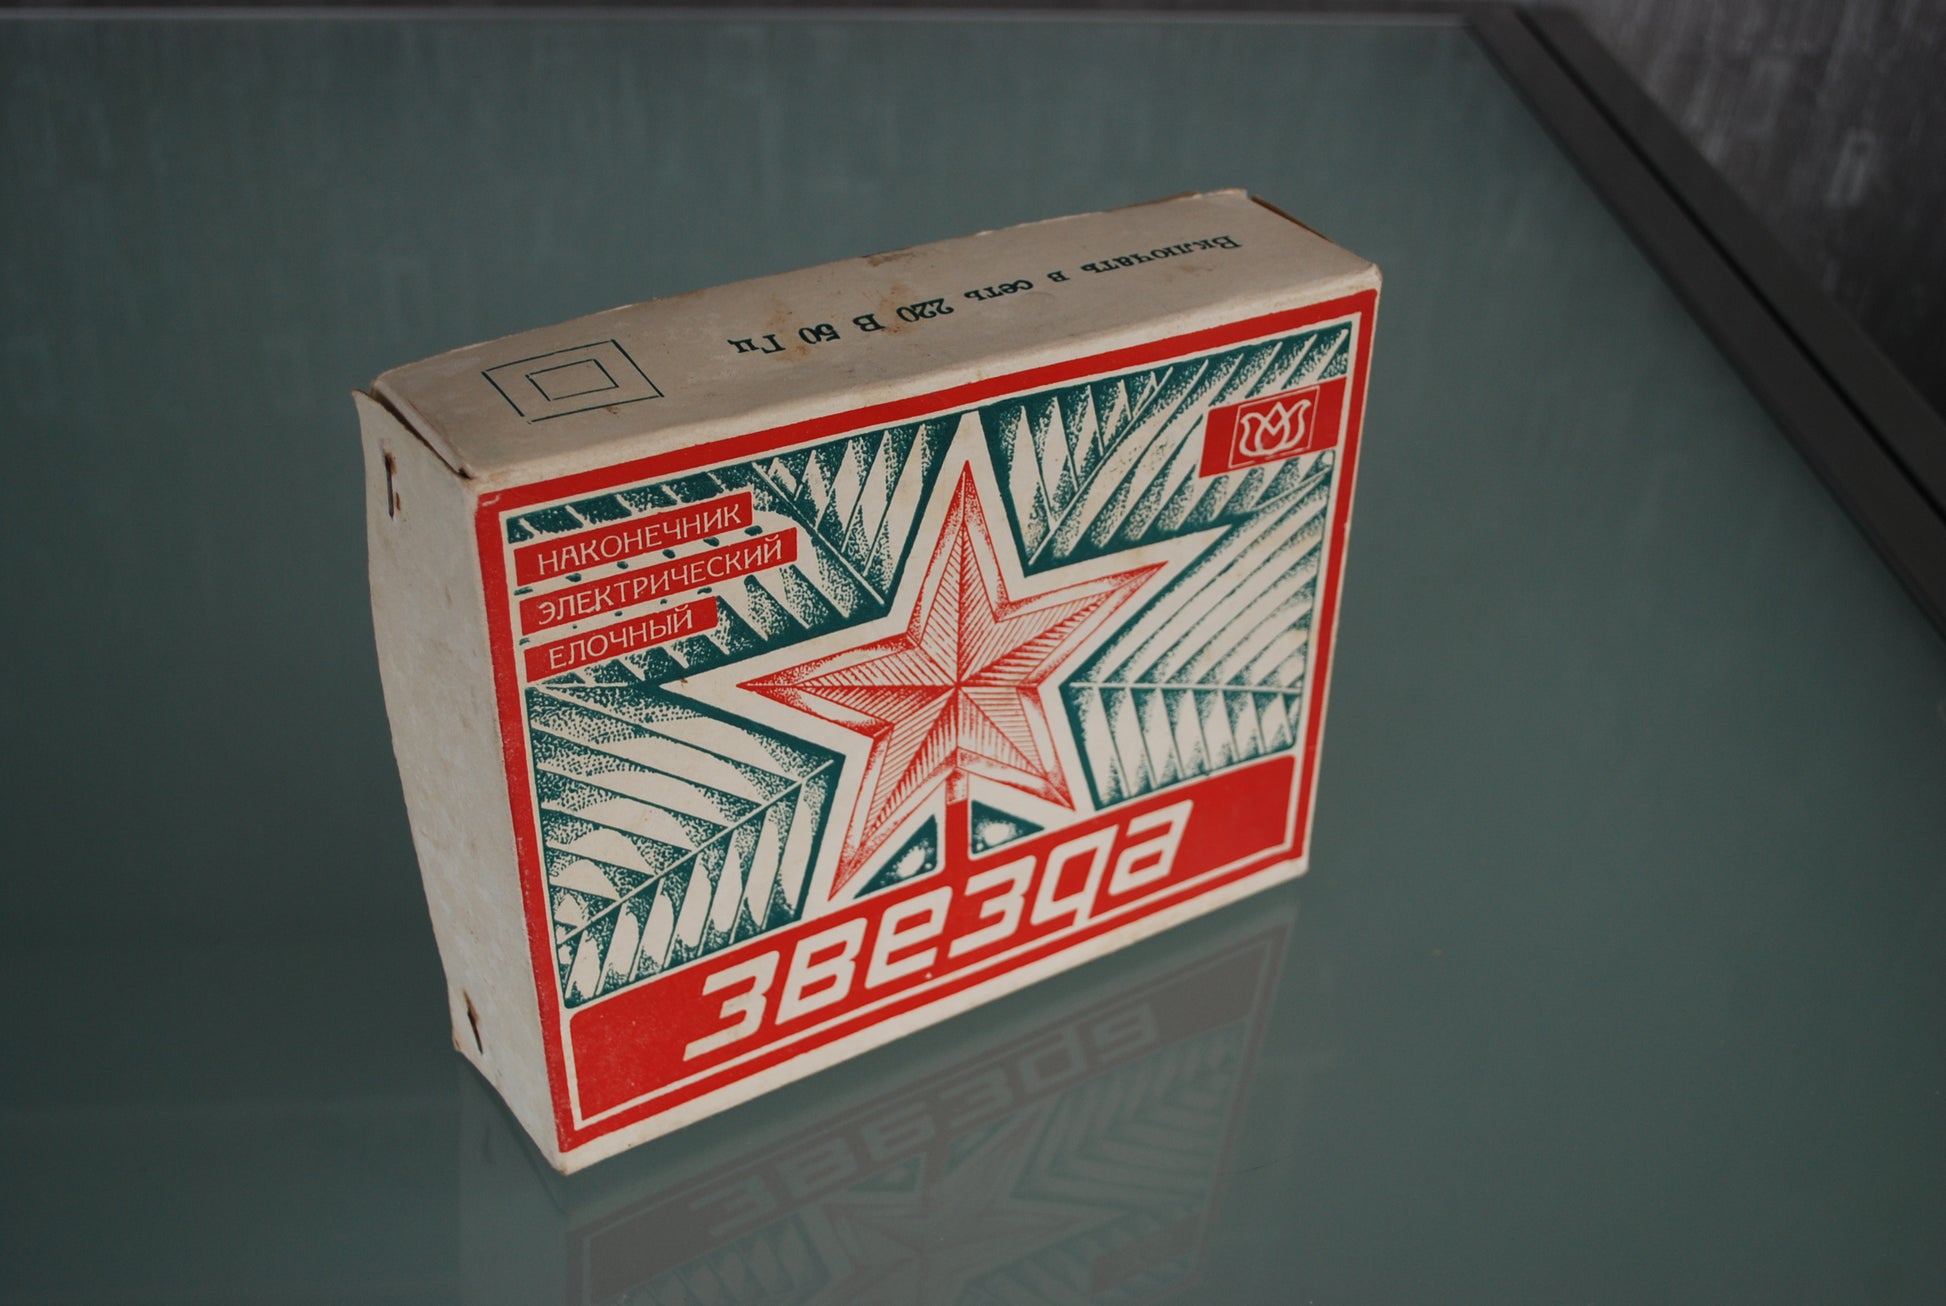 Включать в сеть 220 В 50 Гц
НАКОНЕЧНИК
ЭЛЕКТРИЧЕСКИЙ
ЕЛОЧНЫЙ
звезда